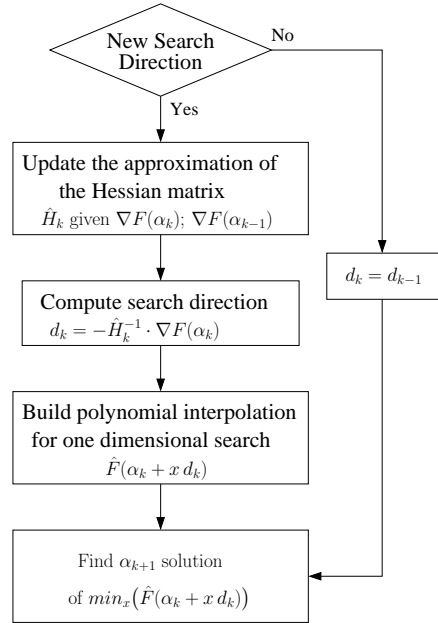 New Search
Direction
No
Yes
Update the approximation of
the Hessian matrix
Ĥ_k given ∇F(α_k); ∇F(α_{k−1})
d_k = d_{k−1}
Compute search direction
d_k = −Ĥ_k^{−1} · ∇F(α_k)
Build polynomial interpolation
for one dimensional search
F̂(α_k + x d_k)
Find α_{k+1} solution
of min_x(F̂(α_k + x d_k))